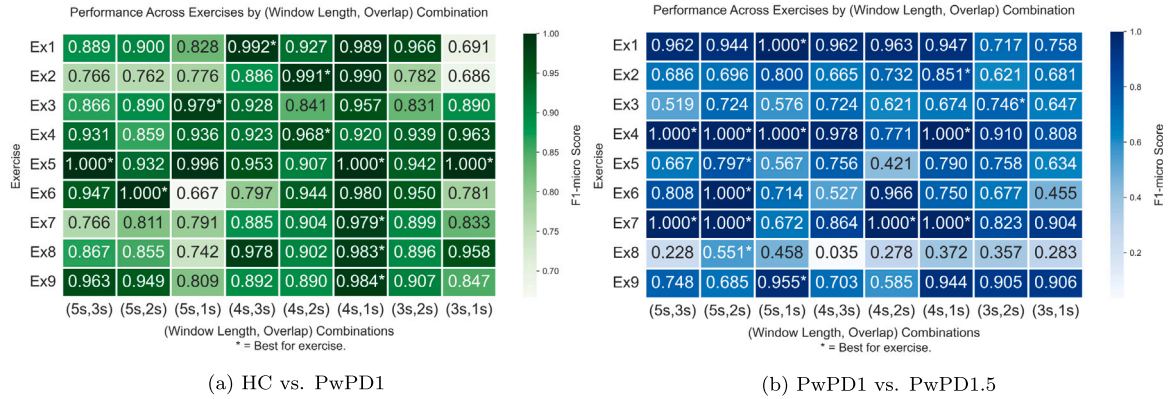 Performance Across Exercises by (Window Length, Overlap) Combination
Ex1 0.889 0.900 0.828 0.992* 0.927 0.989 0.966 0.691
Ex2 0.766 0.762 0.776 0.886 0.991* 0.990 0.782 0.686
Ex3 0.866 0.890 0.979* 0.928 0.841 0.957 0.831 0.890
Ex4 0.931 0.859 0.936 0.923 0.968* 0.920 0.939 0.963
Ex5 1.000* 0.932 0.996 0.953 0.907 1.000* 0.942 1.000*
Ex6 0.947 1.000* 0.667 0.797 0.944 0.980 0.950 0.781
Ex7 0.766 0.811 0.791 0.885 0.904 0.979* 0.899 0.833
Ex8 0.867 0.855 0.742 0.978 0.902 0.983* 0.896 0.958
Ex9 0.963 0.949 0.809 0.892 0.890 0.984* 0.907 0.847
(5s,3s) (5s,2s) (5s,1s) (4s,3s) (4s,2s) (4s,1s) (3s,2s) (3s,1s)
Exercise
(Window Length, Overlap) Combinations
* = Best for exercise.
1.00
0.95
0.90
0.85
0.80
0.75
0.70
F1-micro Score
(a) HC vs. PwPD1
Performance Across Exercises by (Window Length, Overlap) Combination
Ex1 0.962 0.944 1.000* 0.962 0.963 0.947 0.717 0.758
Ex2 0.686 0.696 0.800 0.665 0.732 0.851* 0.621 0.681
Ex3 0.519 0.724 0.576 0.724 0.621 0.674 0.746* 0.647
Ex4 1.000* 1.000* 1.000* 0.978 0.771 1.000* 0.910 0.808
Ex5 0.667 0.797* 0.567 0.756 0.421 0.790 0.758 0.634
Ex6 0.808 1.000* 0.714 0.527 0.966 0.750 0.677 0.455
Ex7 1.000* 1.000* 0.672 0.864 1.000* 1.000* 0.823 0.904
Ex8 0.228 0.551* 0.458 0.035 0.278 0.372 0.357 0.283
Ex9 0.748 0.685 0.955* 0.703 0.585 0.944 0.905 0.906
(5s,3s) (5s,2s) (5s,1s) (4s,3s) (4s,2s) (4s,1s) (3s,2s) (3s,1s)
Exercise
(Window Length, Overlap) Combinations
* = Best for exercise.
1.0
0.8
0.6
0.4
0.2
F1-micro Score
(b) PwPD1 vs. PwPD1.5